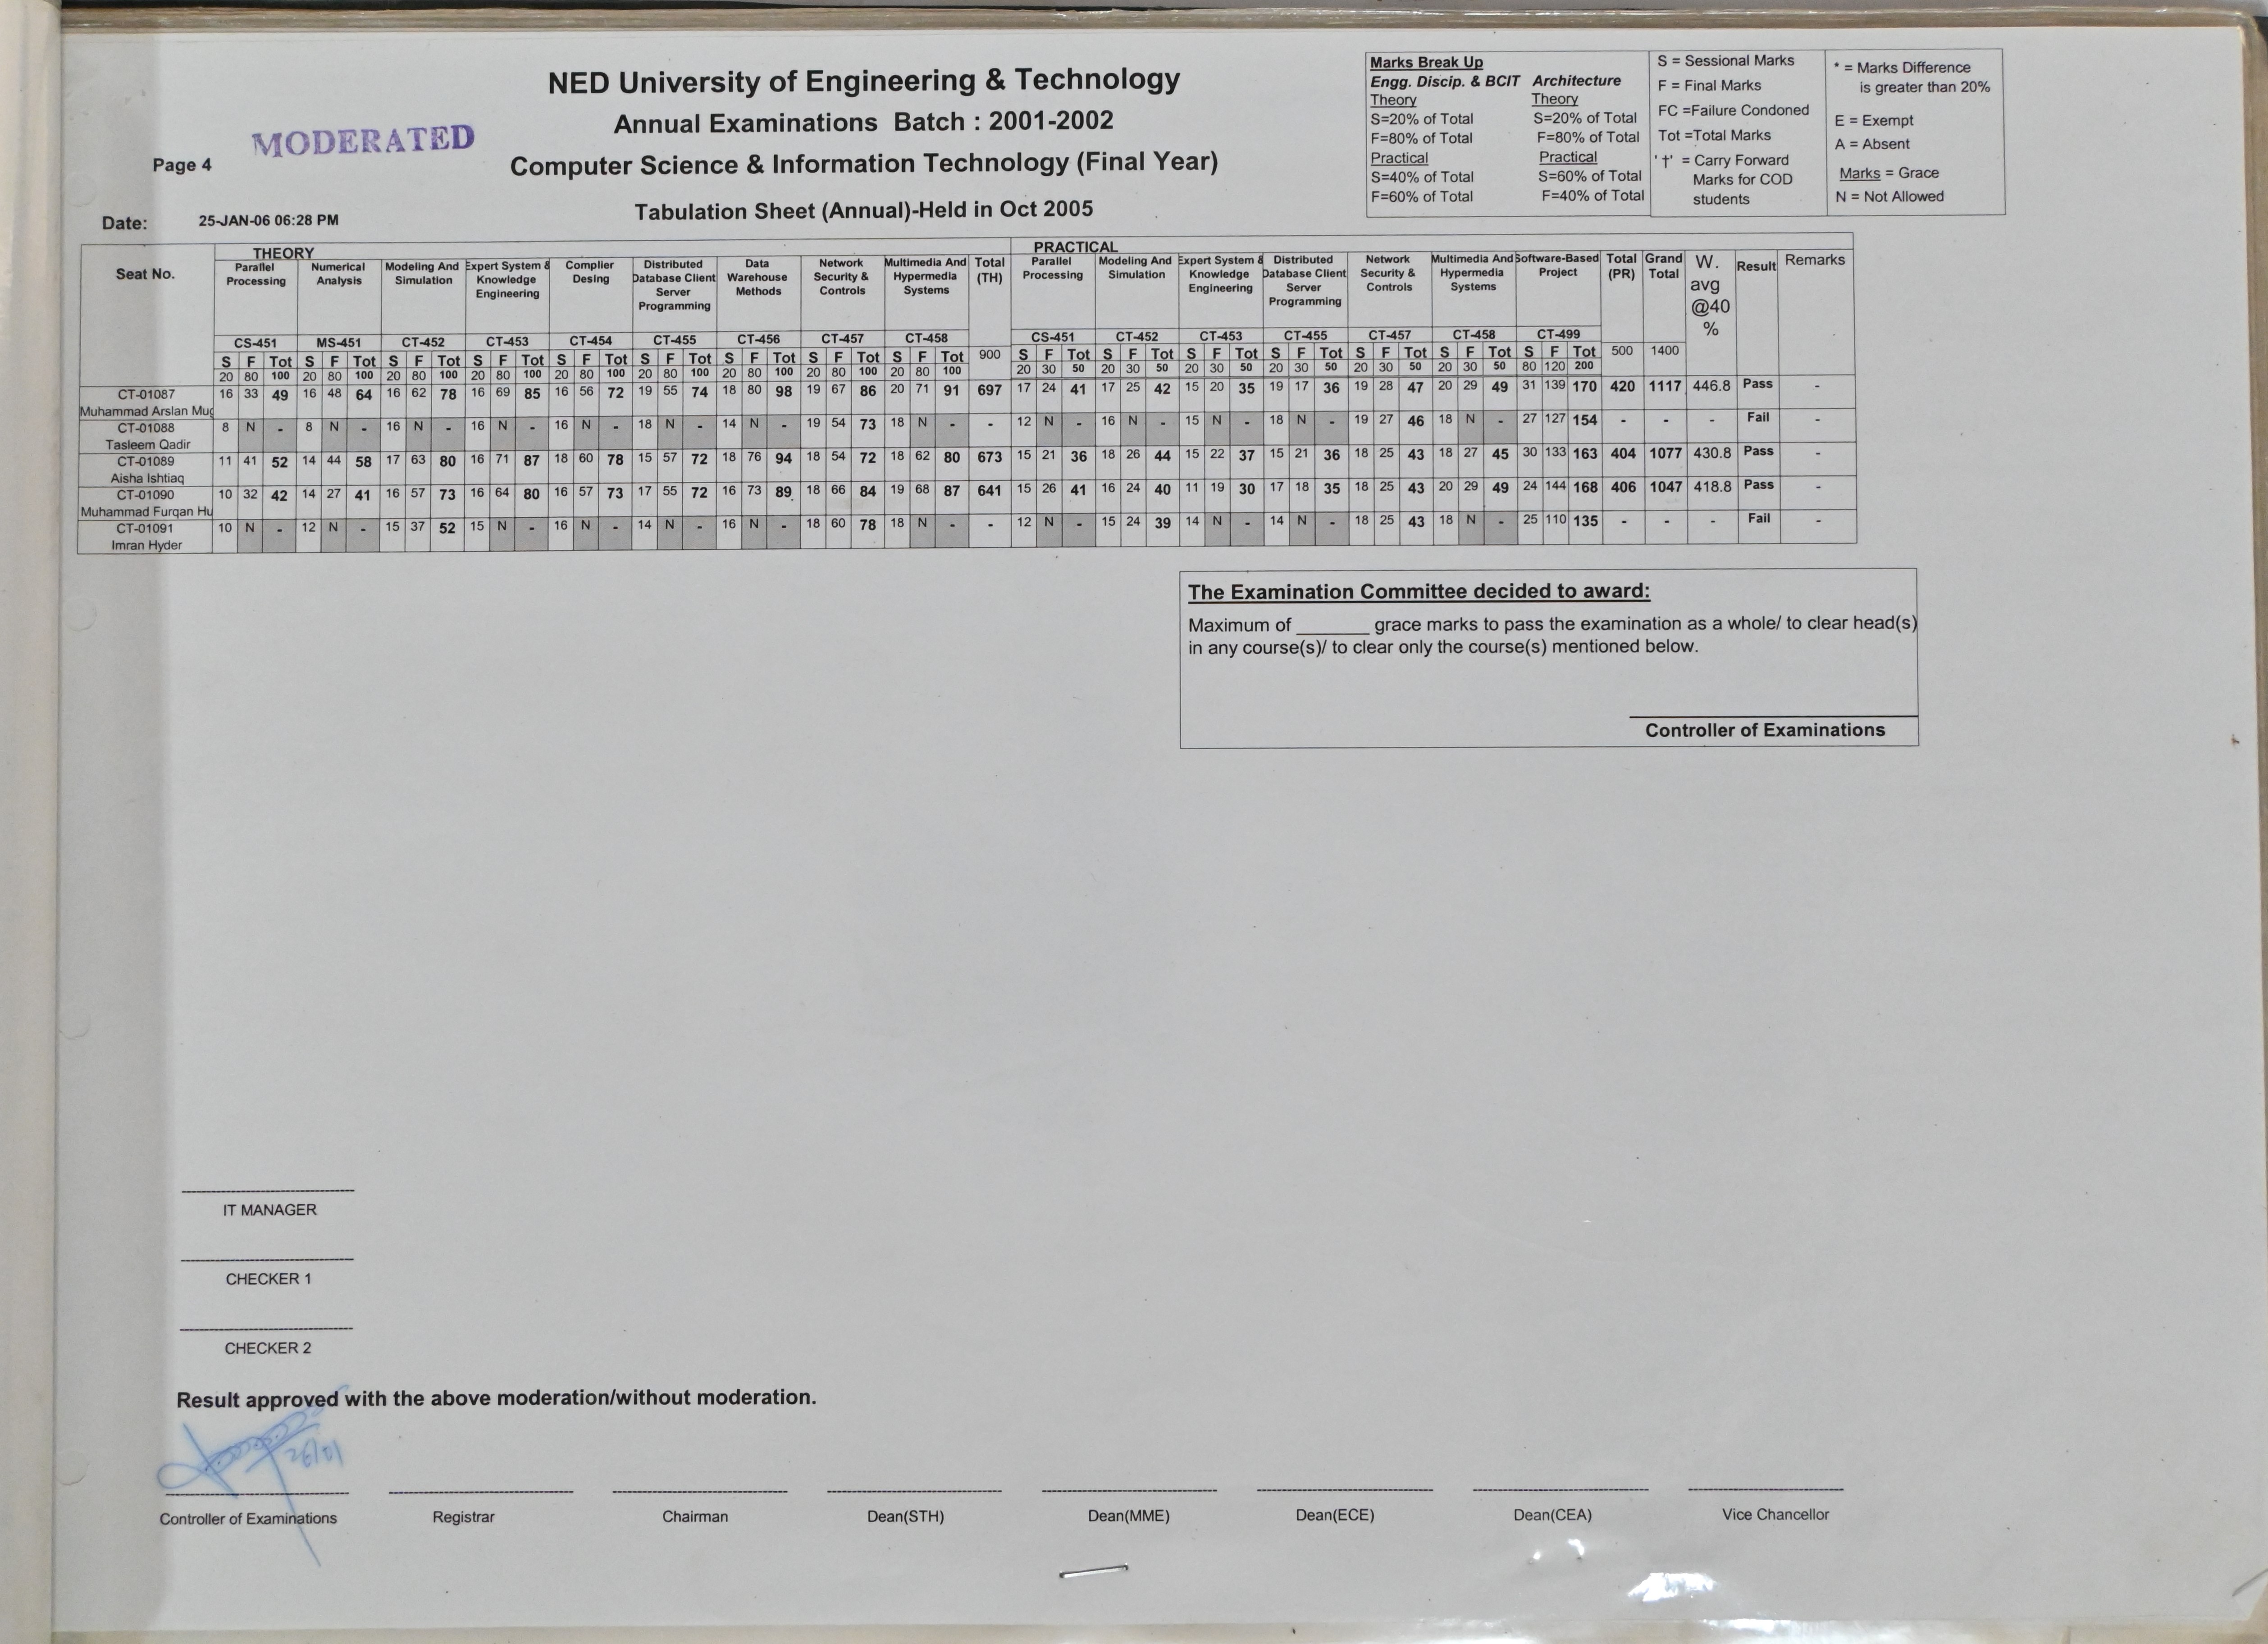 NED University of Engineering & Technology
Annual Examinations Batch : 2001-2002
Computer Science & Information Technology (Final Year)
Tabulation Sheet (Annual)-Held in Oct 2005
MODERATED
Page 4
Date: 25-JAN-06 06:28 PM
Marks Break Up
Engg. Discip. & BCIT Architecture
Theory Theory
S=20% of Total S=20% of Total
F=80% of Total F=80% of Total
Practical Practical
S=40% of Total S=60% of Total
F=60% of Total F=40% of Total
S = Sessional Marks
F = Final Marks
FC =Failure Condoned
Tot =Total Marks
'†' = Carry Forward
Marks for COD
students
* = Marks Difference
is greater than 20%
E = Exempt
A = Absent
Marks = Grace
N = Not Allowed
THEORY PRACTICAL
Seat No. Parallel Processing Numerical Analysis Modeling And Simulation Expert System & Knowledge Engineering Complier Desing Distributed Database Client Server Programming Data Warehouse Methods Network Security & Controls Multimedia And Hypermedia Systems Total (TH) Parallel Processing Modeling And Simulation Expert System & Knowledge Engineering Distributed Database Client Server Programming Network Security & Controls Multimedia And Hypermedia Systems Software-Based Project Total (PR) Grand Total W. avg @40 % Result Remarks
CS-451 MS-451 CT-452 CT-453 CT-454 CT-455 CT-456 CT-457 CT-458 CS-451 CT-452 CT-453 CT-455 CT-457 CT-458 CT-499
S F Tot S F Tot S F Tot S F Tot S F Tot S F Tot S F Tot S F Tot S F Tot 900 S F Tot S F Tot S F Tot S F Tot S F Tot S F Tot S F Tot 500 1400
20 80 100 20 80 100 20 80 100 20 80 100 20 80 100 20 80 100 20 80 100 20 80 100 20 80 100 20 30 50 20 30 50 20 30 50 20 30 50 20 30 50 20 30 50 80 120 200
CT-01087 16 33 49 16 48 64 16 62 78 16 69 85 16 56 72 19 55 74 18 80 98 19 67 86 20 71 91 697 17 24 41 17 25 42 15 20 35 19 17 36 19 28 47 20 29 49 31 139 170 420 1117 446.8 Pass -
Muhammad Arslan Mug
CT-01088 8 N - 8 N - 16 N - 16 N - 16 N - 18 N - 14 N - 19 54 73 18 N - - 12 N - 16 N - 15 N - 18 N - 19 27 46 18 N - 27 127 154 - - - Fail -
Tasleem Qadir
CT-01089 11 41 52 14 44 58 17 63 80 16 71 87 18 60 78 15 57 72 18 76 94 18 54 72 18 62 80 673 15 21 36 18 26 44 15 22 37 15 21 36 18 25 43 18 27 45 30 133 163 404 1077 430.8 Pass -
Aisha Ishtiaq
CT-01090 10 32 42 14 27 41 16 57 73 16 64 80 16 57 73 17 55 72 16 73 89 18 66 84 19 68 87 641 15 26 41 16 24 40 11 19 30 17 18 35 18 25 43 20 29 49 24 144 168 406 1047 418.8 Pass -
Muhammad Furqan Hu
CT-01091 10 N - 12 N - 15 37 52 15 N - 16 N - 14 N - 16 N - 18 60 78 18 N - - 12 N - 15 24 39 14 N - 14 N - 18 25 43 18 N - 25 110 135 - - - Fail -
Imran Hyder
The Examination Committee decided to award:
Maximum of _______ grace marks to pass the examination as a whole/ to clear head(s)
in any course(s)/ to clear only the course(s) mentioned below.
Controller of Examinations
IT MANAGER
CHECKER 1
CHECKER 2
Result approved with the above moderation/without moderation.
26/01
Controller of Examinations Registrar Chairman Dean(STH) Dean(MME) Dean(ECE) Dean(CEA) Vice Chancellor